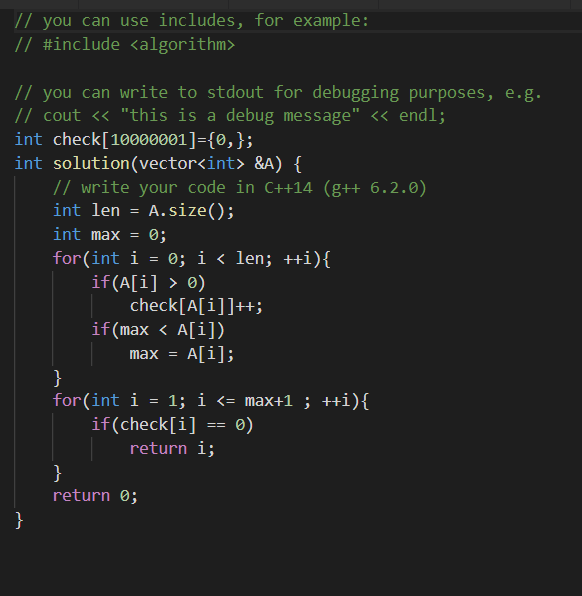 // you can use includes, for example:
// #include <algorithm>
// you can write to stdout for debugging purposes, e.g.
// cout << "this is a debug message" << endl;
int check[10000001]={0,};
int solution(vector<int> &A) {
// write your code in C++14 (g++ 6.2.0)
int len = A.size();
int max = 0;
for(int i = 0; i < len; ++i){
if(A[i] > 0)
check[A[i]]++;
if(max < A[i])
max = A[i];
}
for(int i = 1; i <= max+1 ; ++i){
if(check[i] == 0)
return i;
}
return 0;
}